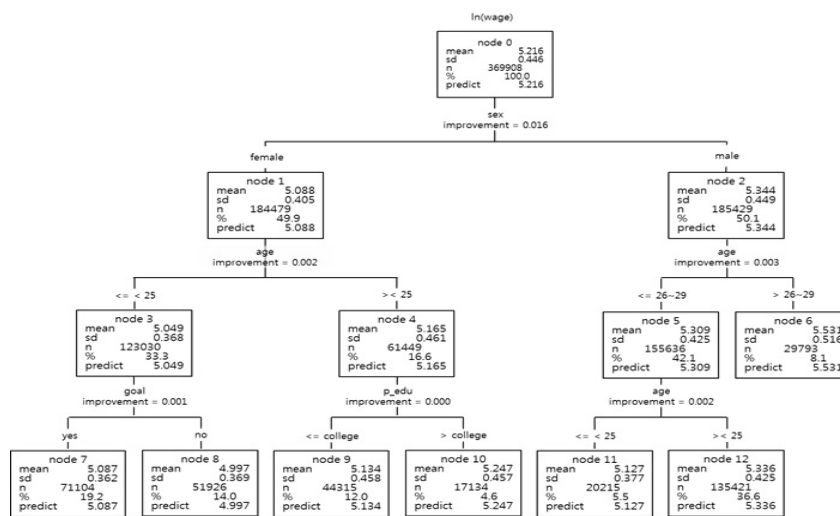 ln(wage)
node 0
mean 5.216
sd 0.446
n 369908
% 100.0
predict 5.216
sex
improvement = 0.016
female
male
node 1
mean 5.088
sd 0.405
n 184479
% 49.9
predict 5.088
node 2
mean 5.344
sd 0.449
n 185429
% 50.1
predict 5.344
age
improvement = 0.002
age
improvement = 0.003
<= < 25
>< 25
<= 26~29
> 26~29
node 3
mean 5.049
sd 0.368
n 123030
% 33.3
predict 5.049
node 4
mean 5.165
sd 0.461
n 61449
% 16.6
predict 5.165
node 5
mean 5.309
sd 0.425
n 155636
% 42.1
predict 5.309
node 6
mean 5.531
sd 0.516
n 29793
% 8.1
predict 5.531
goal
improvement = 0.001
p_edu
improvement = 0.000
age
improvement = 0.002
yes
no
<= college
> college
<= < 25
>< 25
node 7
mean 5.087
sd 0.362
n 71104
% 19.2
predict 5.087
node 8
mean 4.997
sd 0.369
n 51926
% 14.0
predict 4.997
node 9
mean 5.134
sd 0.458
n 44315
% 12.0
predict 5.134
node 10
mean 5.247
sd 0.457
n 17134
% 4.6
predict 5.247
node 11
mean 5.127
sd 0.377
n 20215
% 5.5
predict 5.127
node 12
mean 5.336
sd 0.425
n 135421
% 36.6
predict 5.336